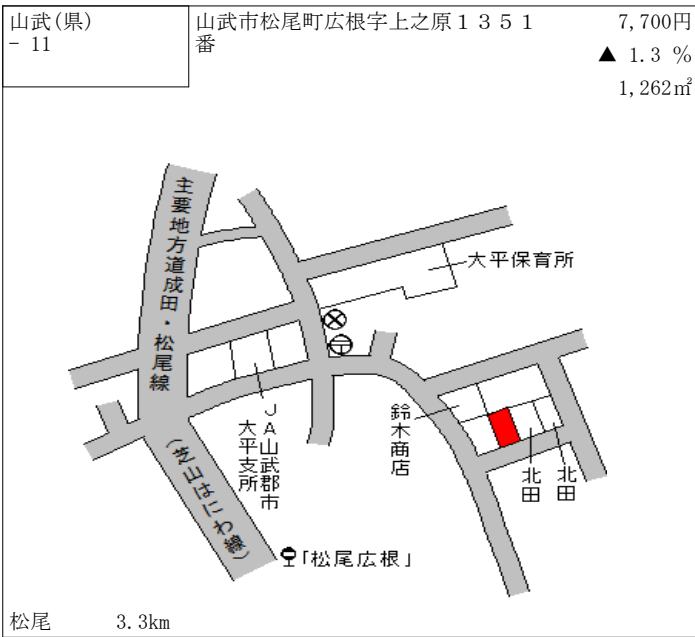 山武(県)
- 11
山武市松尾町広根字上之原１３５１
番
7,700円
▲ 1.3 %
1,262㎡
主要地方道成田・松尾線
(芝山はにわ線)
大平保育所
JA山武郡市
大平支所
鈴木商店
北田
北田
「松尾広根」
松尾 3.3km